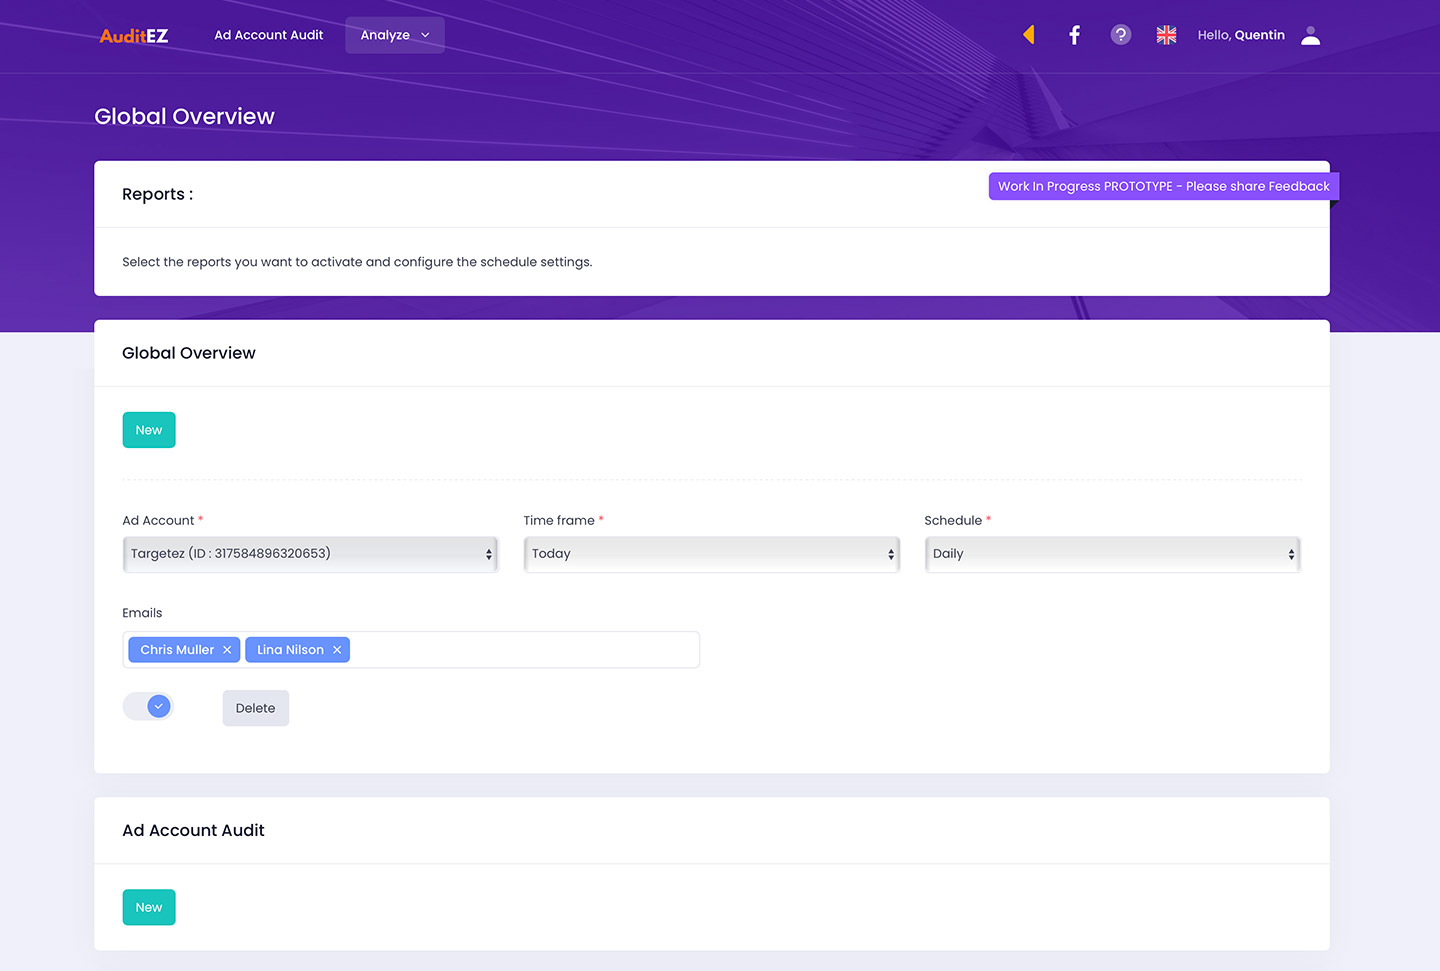 AuditEZ
Ad Account Audit
Analyze
?
Hello, Quentin
Global Overview
Reports :
Work In Progress PROTOTYPE - Please share Feedback
Select the reports you want to activate and configure the schedule settings.
Global Overview
New
Ad Account *
Time frame *
Schedule *
Targetez (ID : 317584896320653)
Today
Daily
Emails
Chris Muller ×
Lina Nilson ×
Delete
Ad Account Audit
New